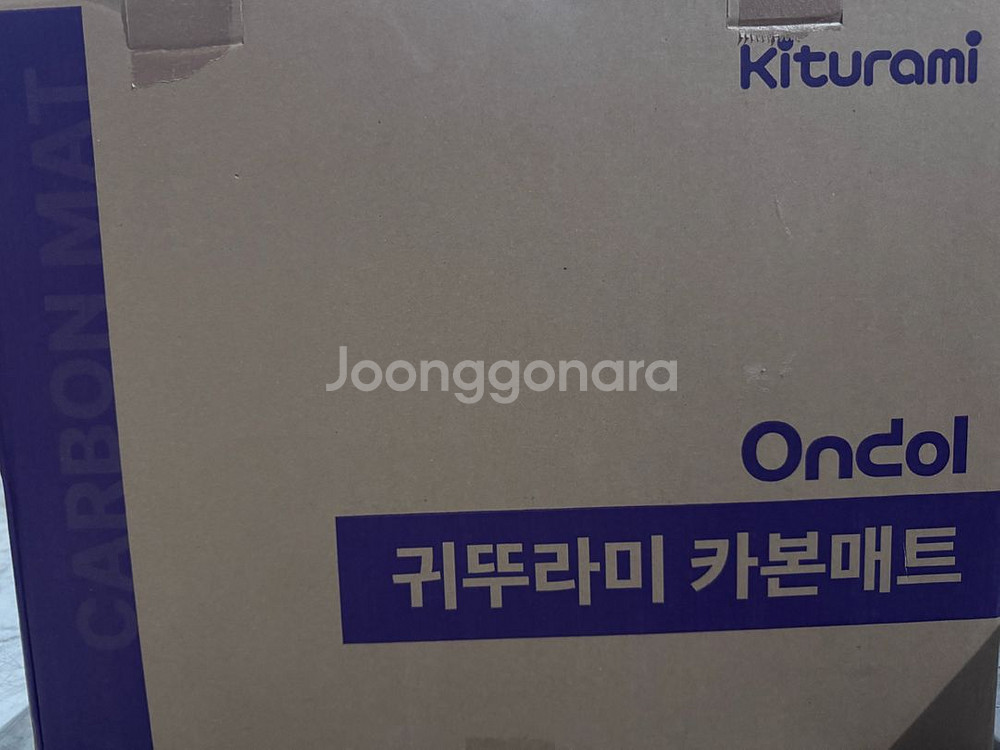 Kiturami
CARBON MAT
Joonggonara
Ondol
귀뚜라미 카본매트